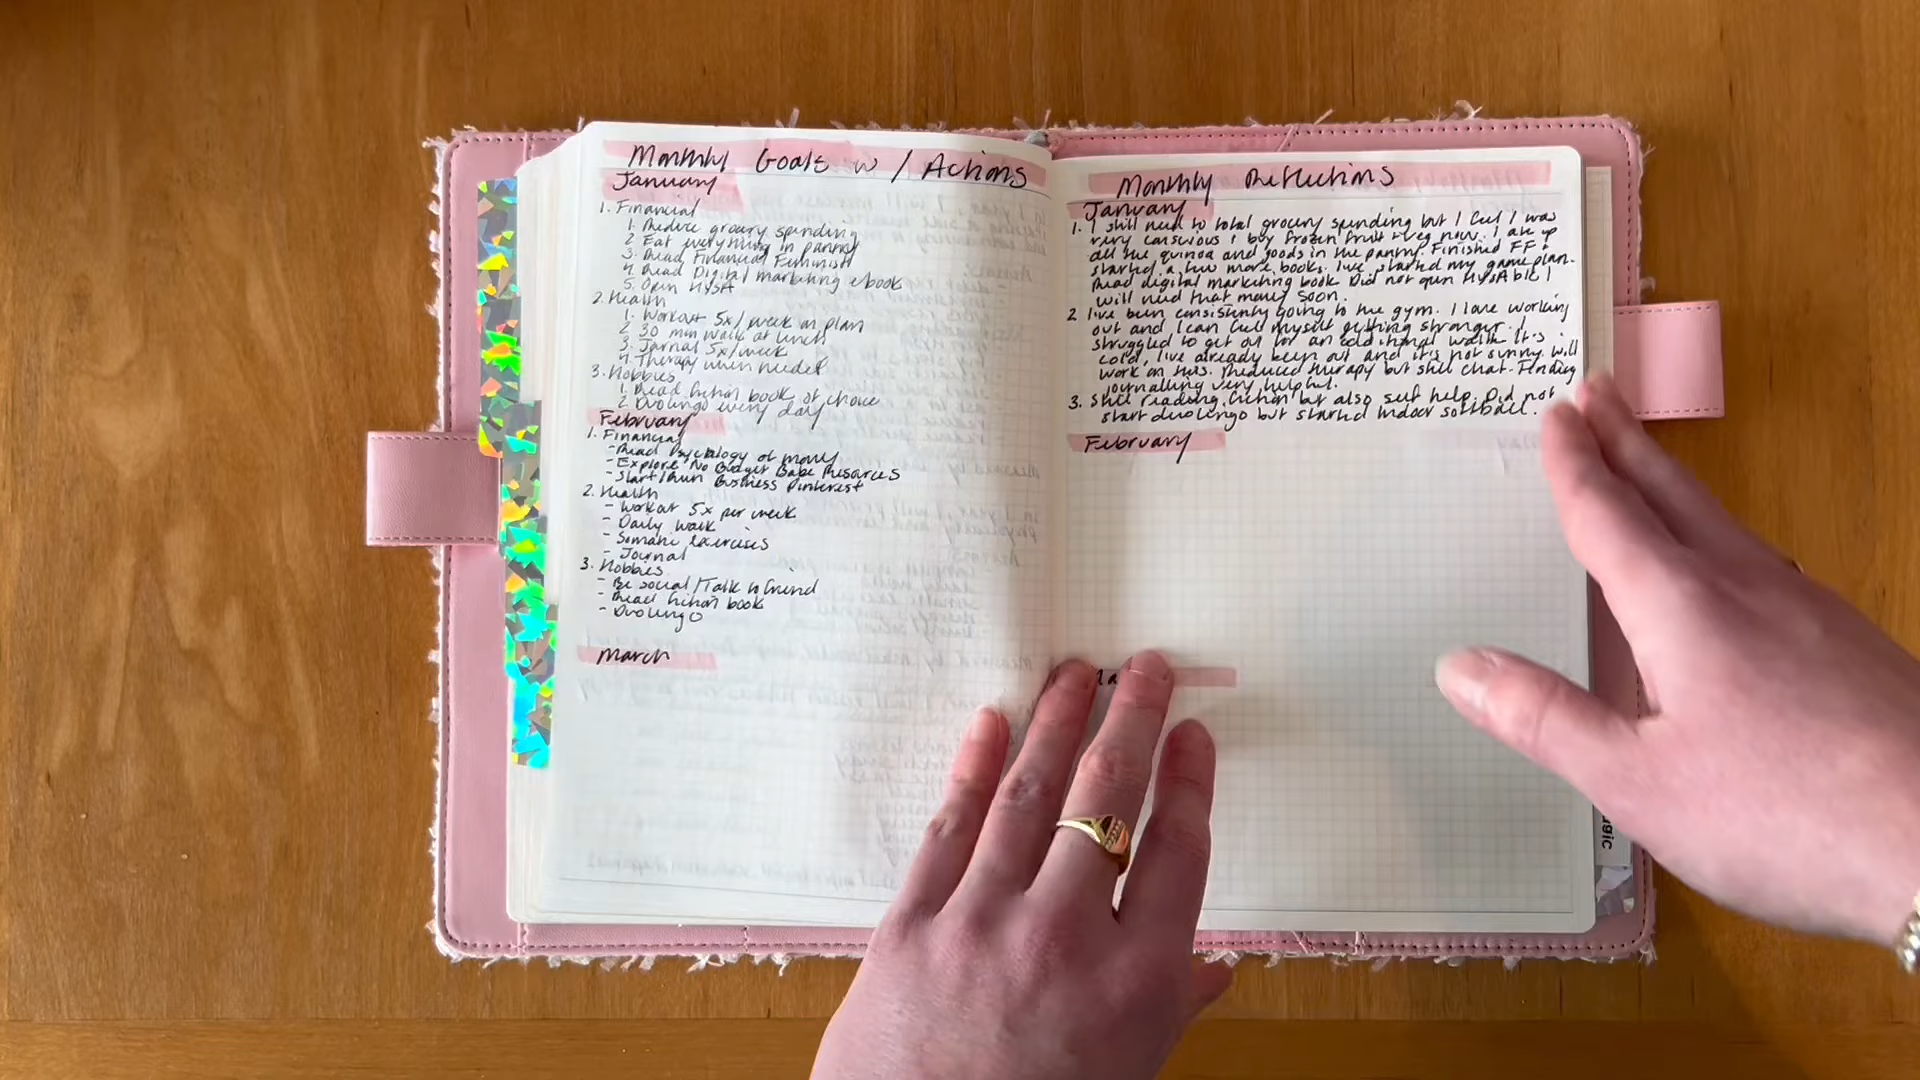 Monthly Goals w/ Actions
January
1. Financial
1. Reduce grocery spending
2 Eat everything in pantry
3. Read Financial Feminist
4. Read Digital marketing ebook
5. Open HYSA
2. Health
1. Workout 5x/week on plan
2. 30 min walk at lunch
3. Journal 5x/week
4. Therapy when needed
3. Hobbies
1. Read fiction book of choice
2. Duolingo every day
February
1. Financial
- Read Psychology of money
- Explore No Budget Babe Resources
- Start/Run Business Pinterest
2. Health
- Workout 5x per week
- Daily walk
- Somatic exercises
- Journal
3. Hobbies
- Be social/Talk to friend
- Read fiction book
- Duolingo
March
Monthly Reflections
January
1. I still need to total grocery spending but I feel I was
very conscious & buy frozen fruit + veg now. I ate up
all the quinoa and goods in the pantry. Finished FF &
started a few more books. I've started my game plan.
Read digital marketing book. Did not open HYSA b/c I
will need that money soon.
2 I've been consistently going to the gym. I love working
out and I can feel myself getting stronger. I
struggled to get out for an additional walk. It's
cold, I've already been out and it's not sunny. Will
work on this. Reduced therapy but still chat. Finding
journalling very helpful.
3. Still reading fiction but also self help. Did not
start duolingo but started indoor softball.
February